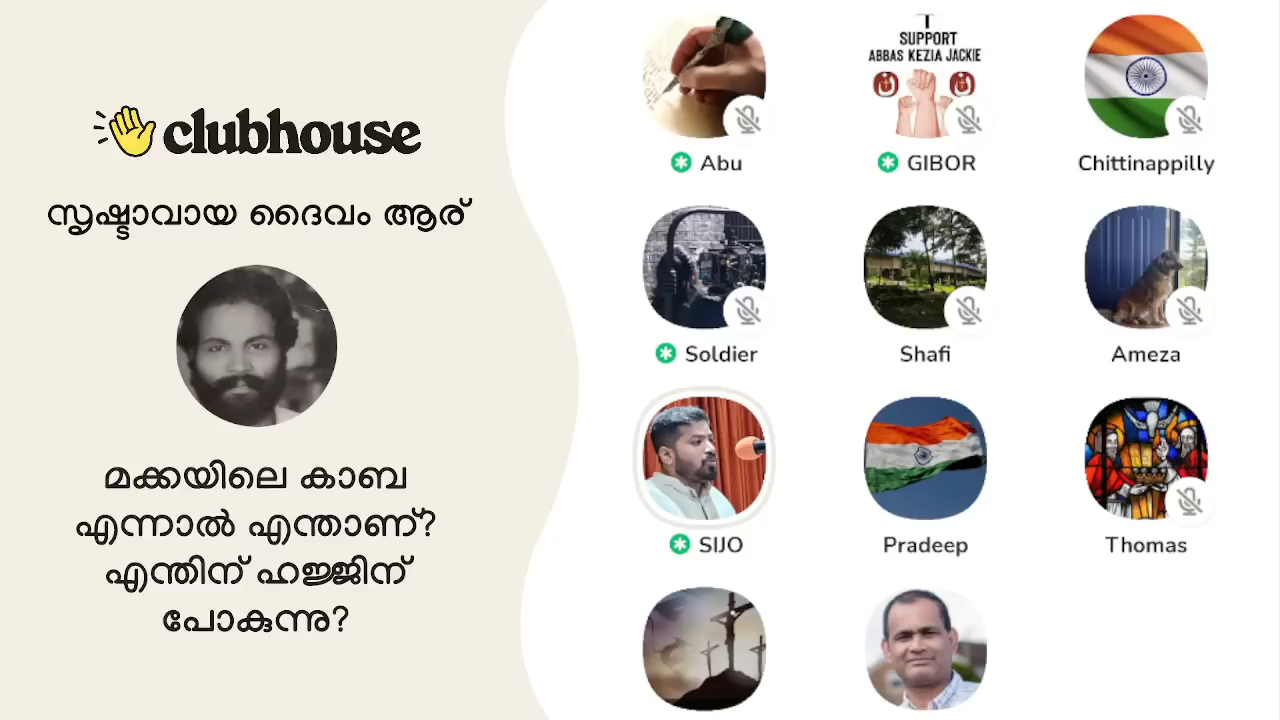 clubhouse
സൃഷ്ടാവായ ദൈവം ആര്
മക്കയിലെ കാബ
എന്നാൽ എന്താണ്?
എന്തിന് ഹജ്ജിന്
പോകുന്നു?
I
SUPPORT
ABBAS KEZIA JACKIE
Abu
GIBOR
Chittinappilly
Soldier
Shafi
Ameza
SIJO
Pradeep
Thomas